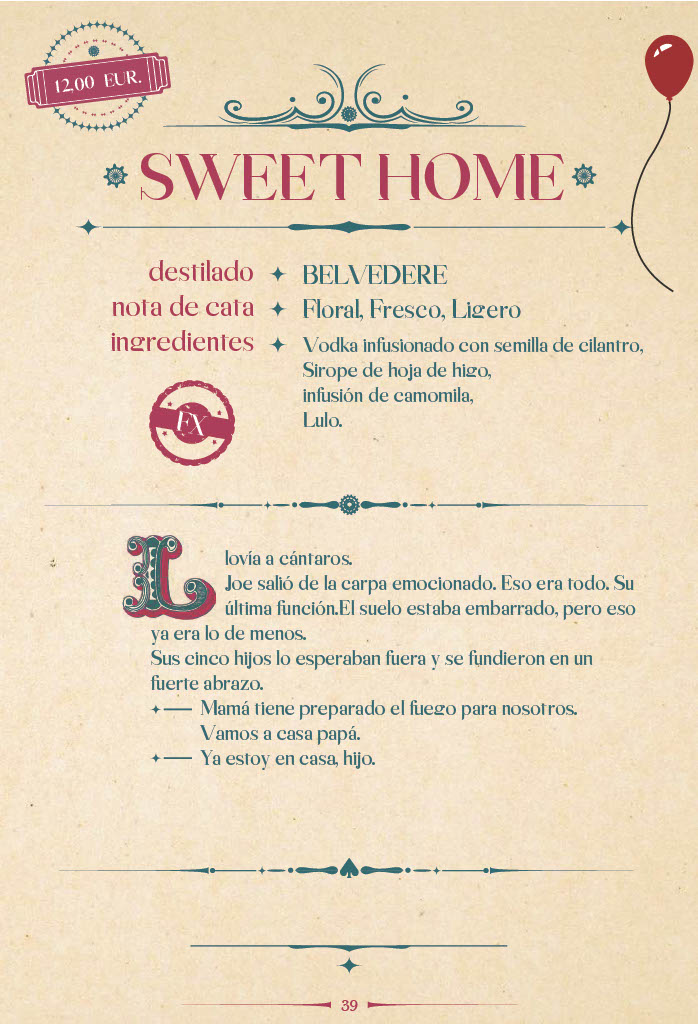 12,00 EUR.
SWEET HOME
destilado BELVEDERE
nota de cata Floral, Fresco, Ligero
ingredientes Vodka infusionado con semilla de cilantro,
Sirope de hoja de higo,
infusión de camomila,
Lulo.
FX
Llovía a cántaros.
Joe salió de la carpa emocionado. Eso era todo. Su
última función.El suelo estaba embarrado, pero eso
ya era lo de menos.
Sus cinco hijos lo esperaban fuera y se fundieron en un
fuerte abrazo.
Mamá tiene preparado el fuego para nosotros.
Vamos a casa papá.
Ya estoy en casa, hijo.
39